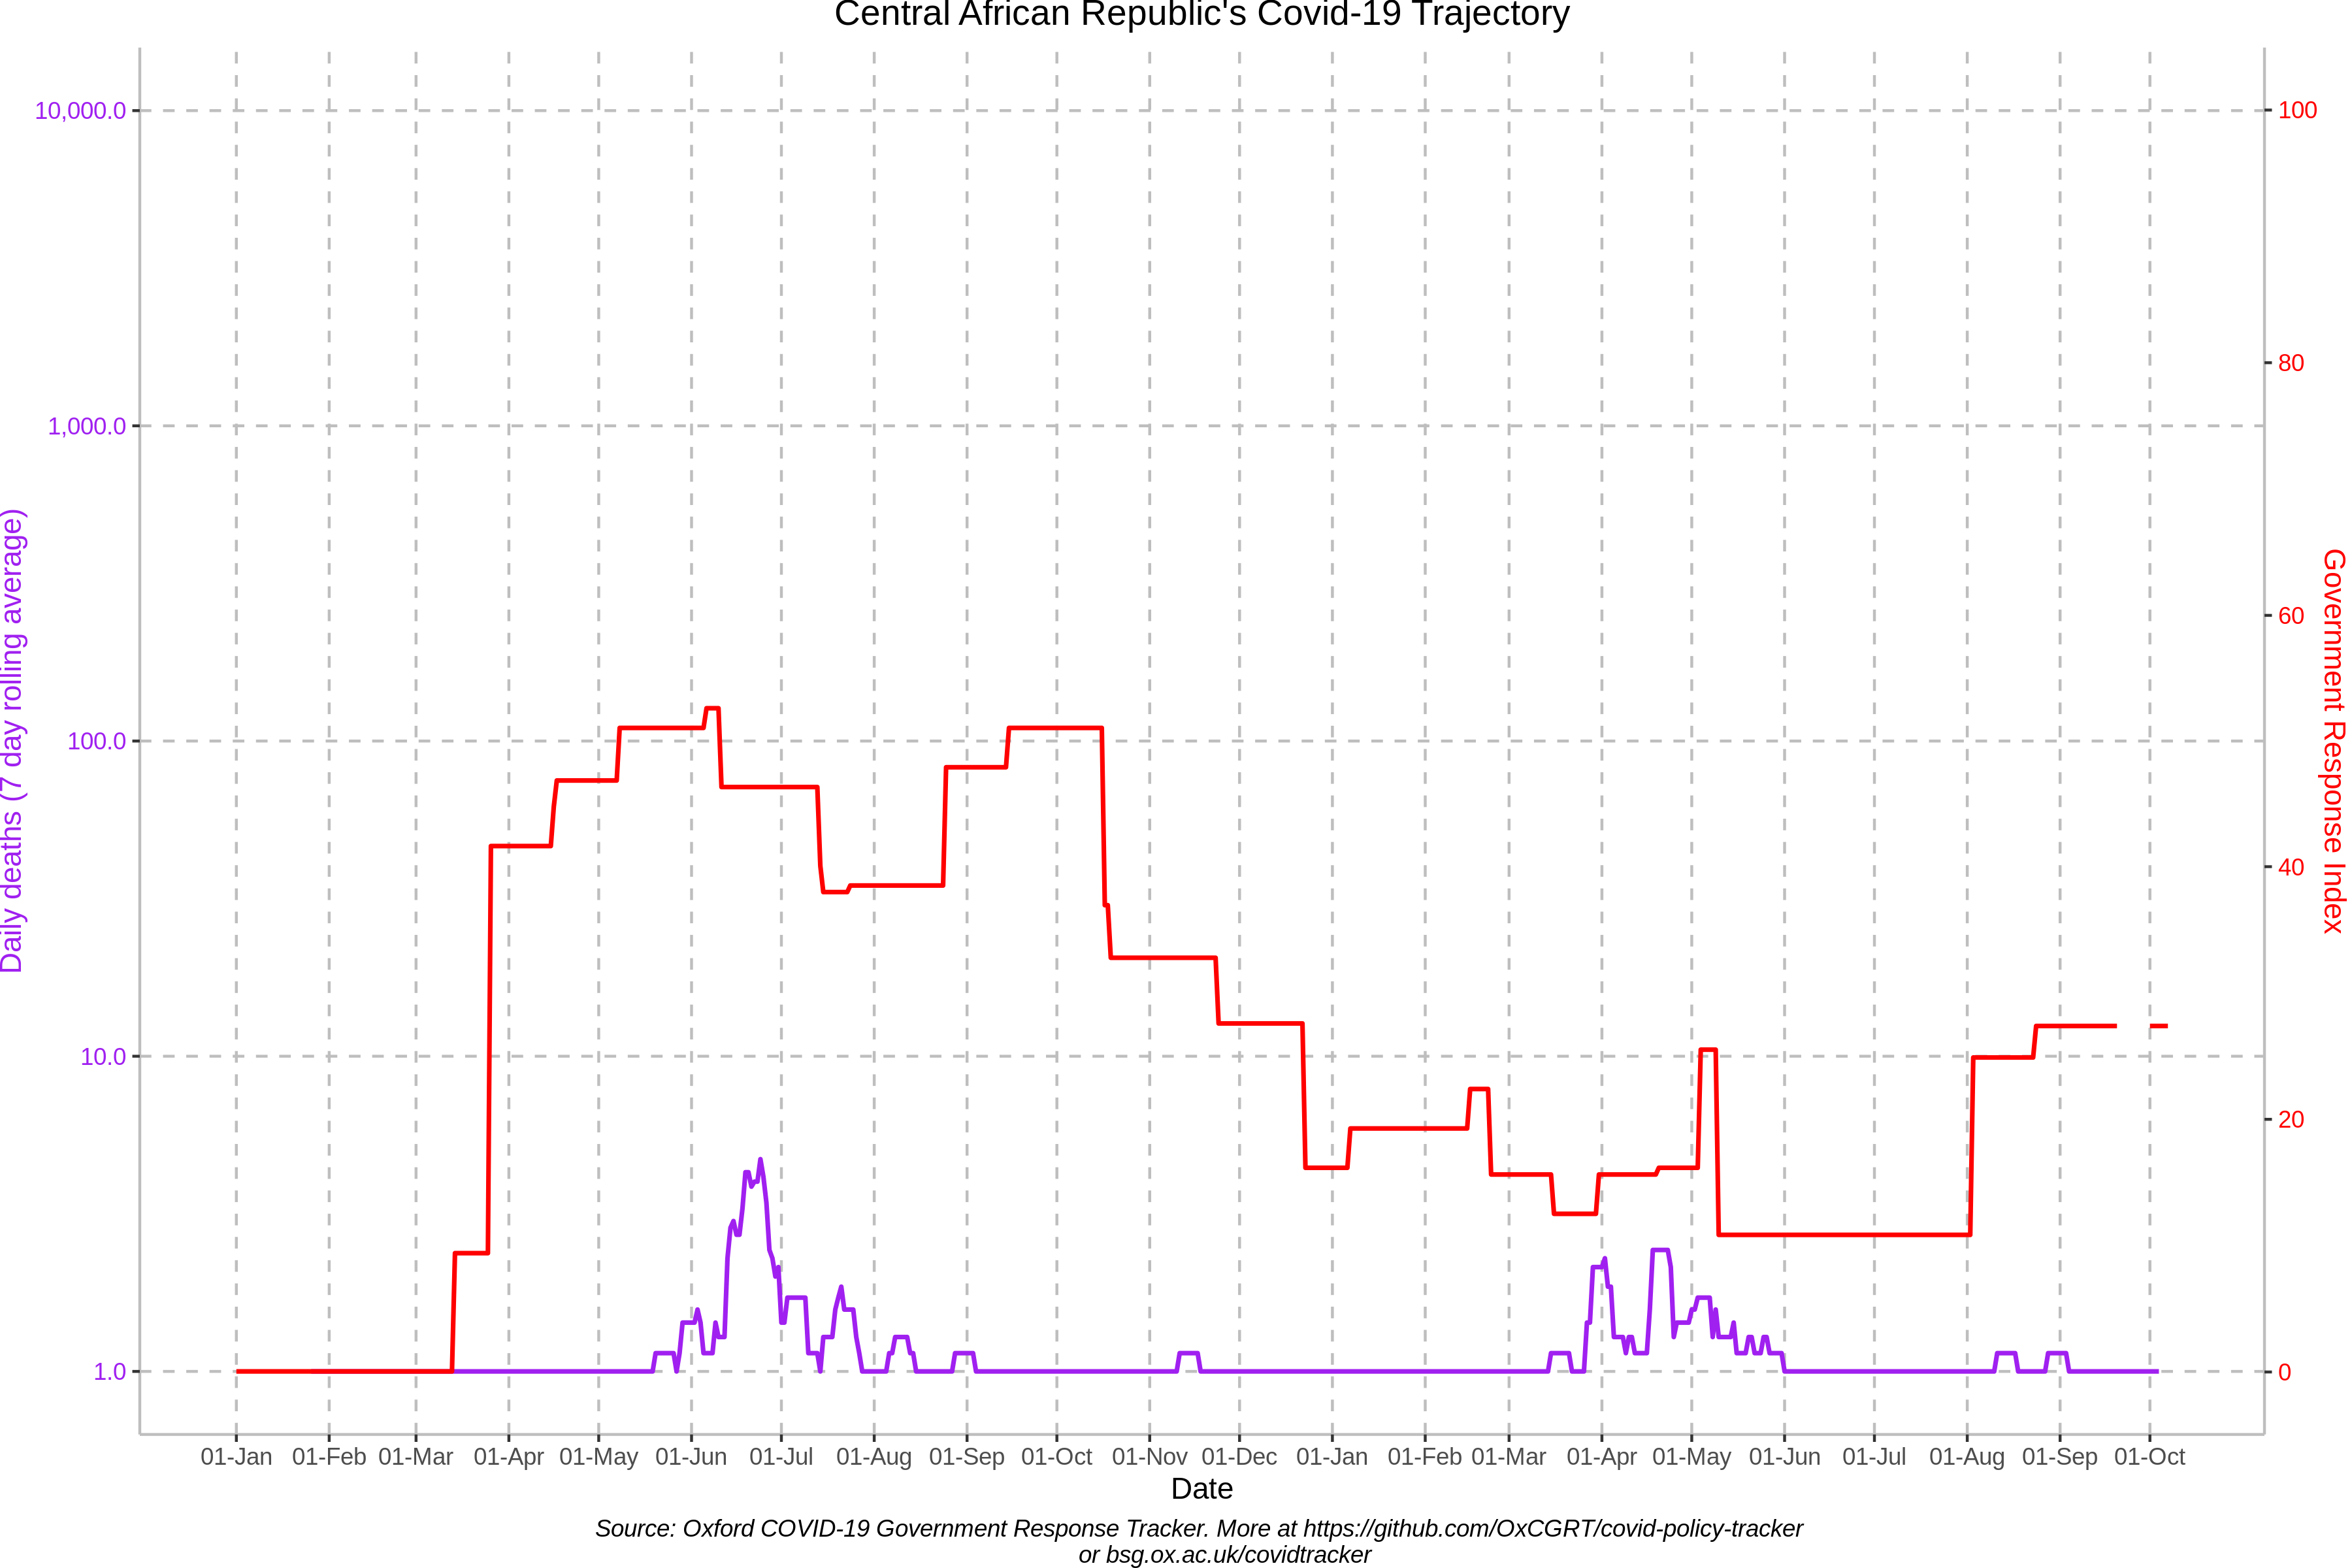 Central African Republic's Covid-19 Trajectory
Daily deaths (7 day rolling average)
10,000.0
1,000.0
100.0
10.0
1.0
Government Response Index
100
80
60
40
20
0
01-Jan 01-Feb 01-Mar 01-Apr 01-May 01-Jun 01-Jul 01-Aug 01-Sep 01-Oct 01-Nov 01-Dec 01-Jan 01-Feb 01-Mar 01-Apr 01-May 01-Jun 01-Jul 01-Aug 01-Sep 01-Oct
Date
Source: Oxford COVID-19 Government Response Tracker. More at https://github.com/OxCGRT/covid-policy-tracker
or bsg.ox.ac.uk/covidtracker